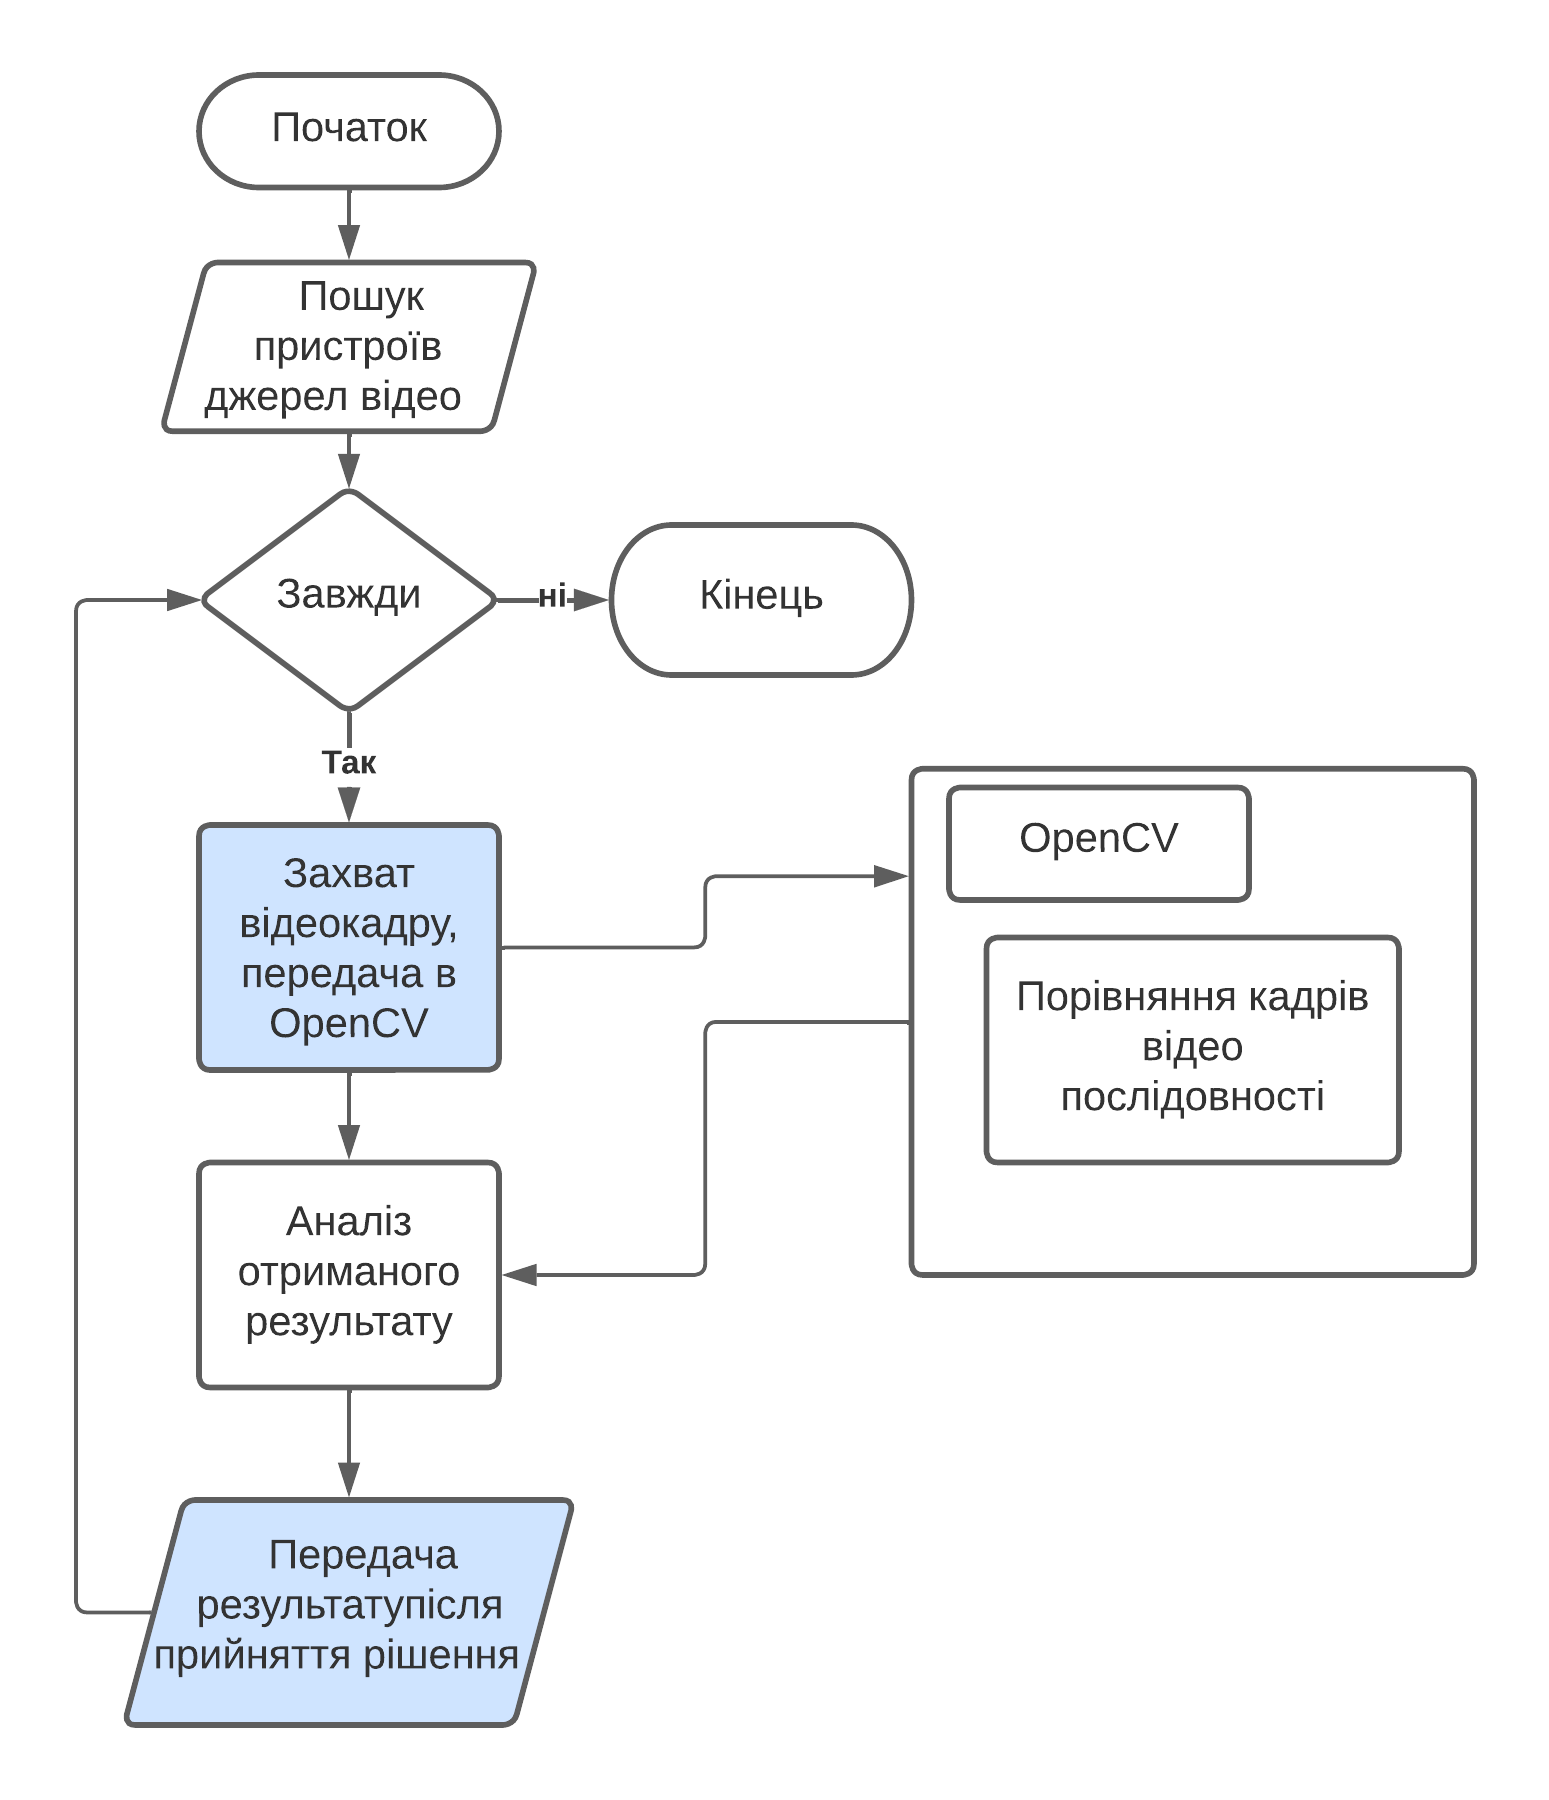 Початок
Пошук
пристроїв
джерел відео
Завжди
ні
Кінець
Так
Захват
відеокадру,
передача в
OpenCV
OpenCV
Порівняння кадрів
відео
послідовності
Аналіз
отриманого
результату
Передача
результатупісля
прийняття рішення